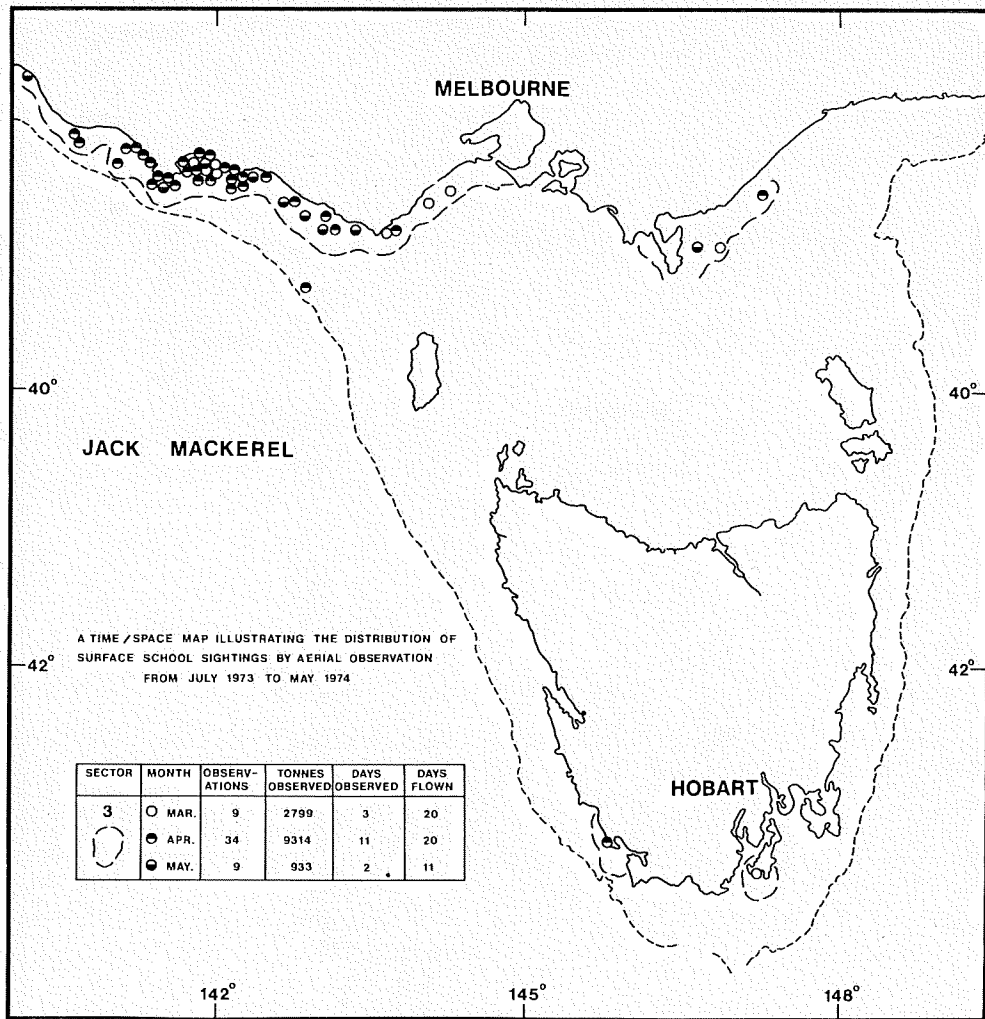 MELBOURNE
40°
40°
JACK MACKEREL
A TIME/SPACE MAP ILLUSTRATING THE DISTRIBUTION OF
SURFACE SCHOOL SIGHTINGS BY AERIAL OBSERVATION
FROM JULY 1973 TO MAY 1974
42°
42°
SECTOR MONTH OBSERV- TONNES DAYS DAYS
ATIONS OBSERVED OBSERVED FLOWN
3 MAR. 9 2799 3 20
APR. 34 9314 11 20
MAY. 9 933 2 11
HOBART
142° 145° 148°